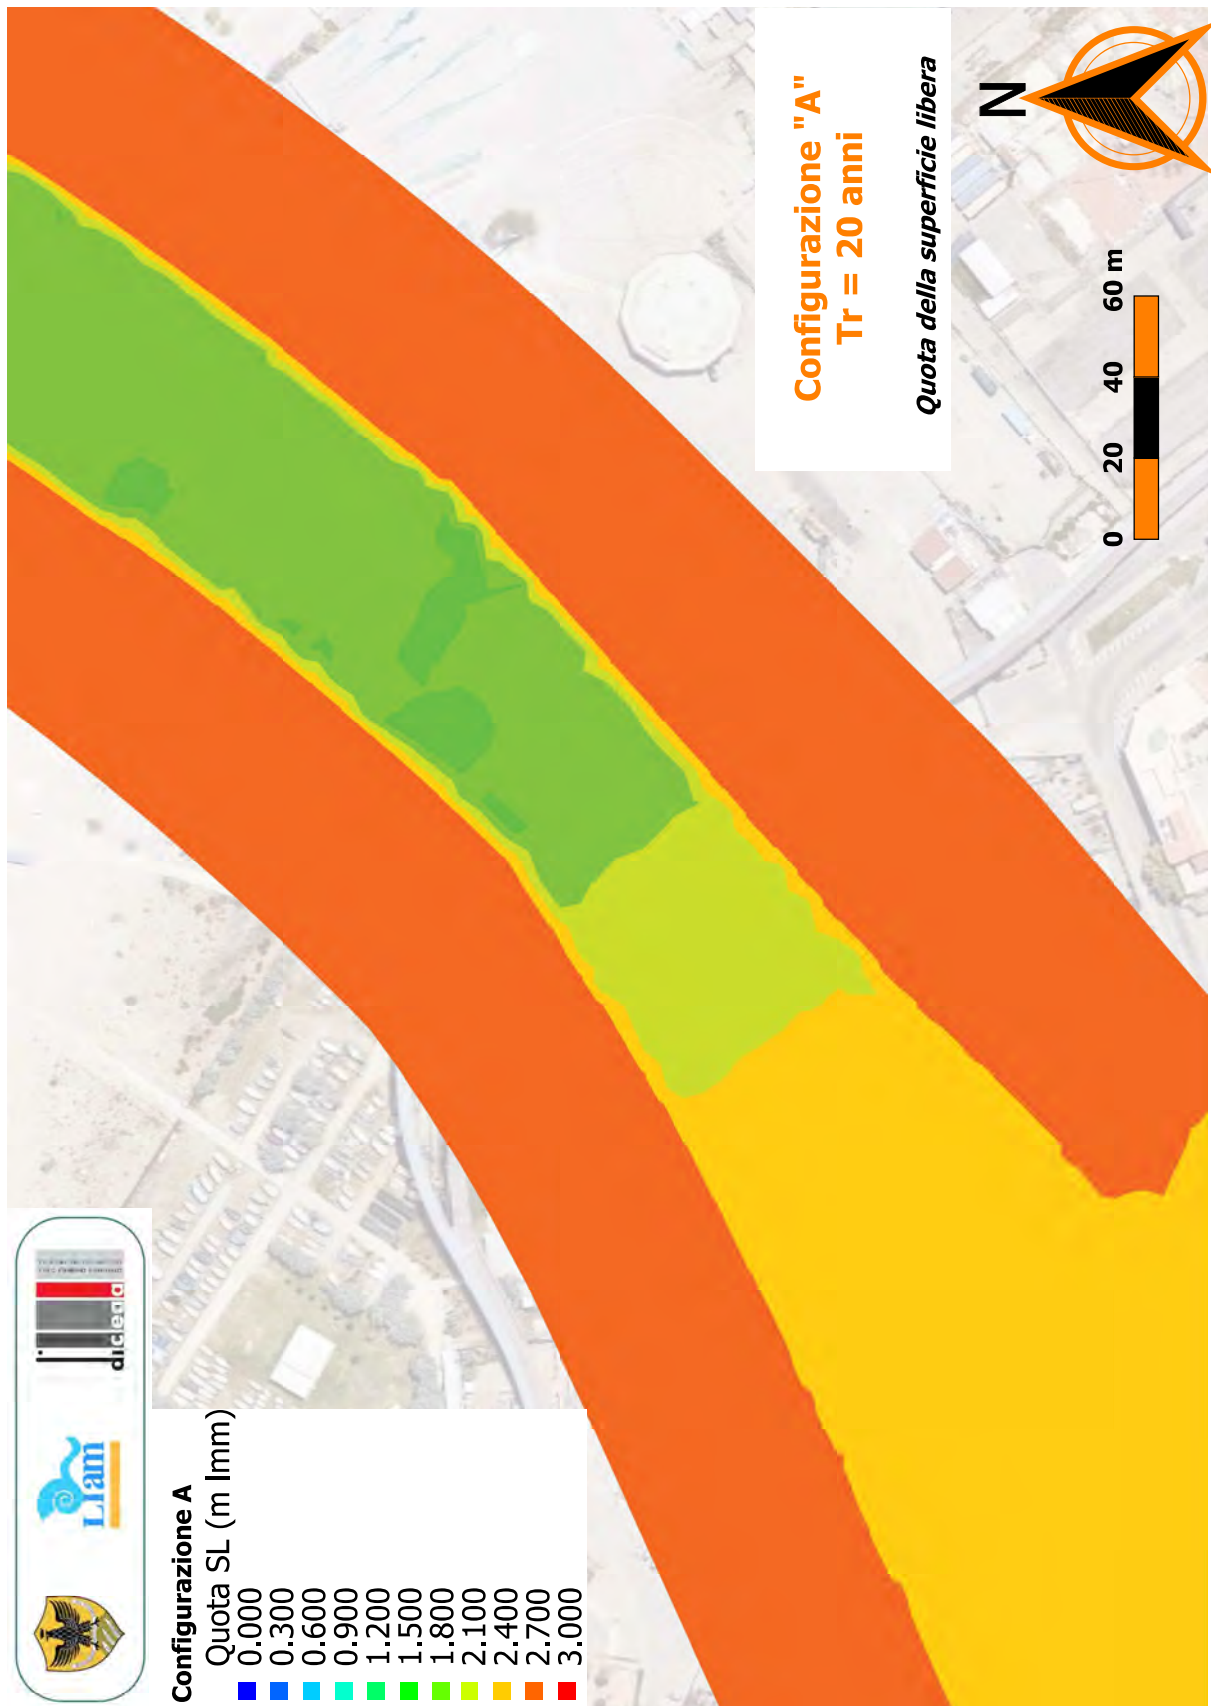 Configurazione "A"
Tr = 20 anni
Quota della superficie libera
N
0 20 40 60 m
dicea
LIam
Configurazione A
Quota SL (m lmm)
0.000
0.300
0.600
0.900
1.200
1.500
1.800
2.100
2.400
2.700
3.000